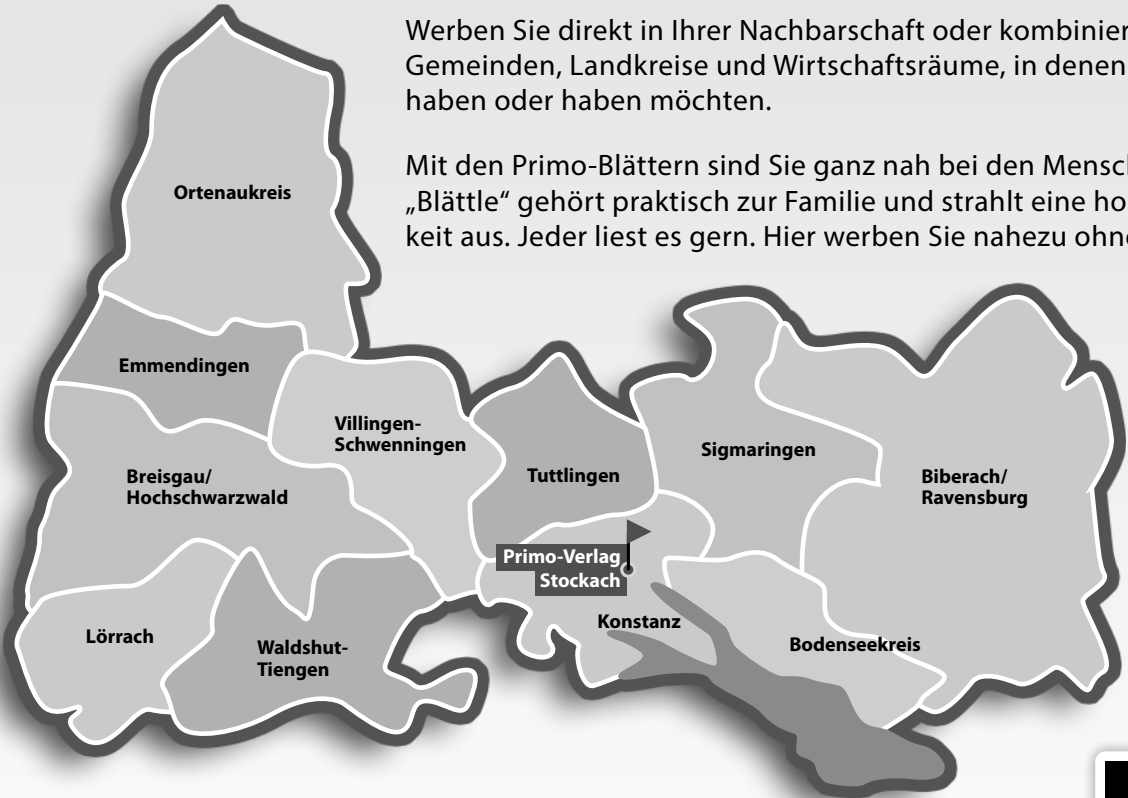 Werben Sie direkt in Ihrer Nachbarschaft oder kombinier
Gemeinden, Landkreise und Wirtschaftsräume, in denen
haben oder haben möchten.
Mit den Primo-Blättern sind Sie ganz nah bei den Mensch
„Blättle“ gehört praktisch zur Familie und strahlt eine ho
keit aus. Jeder liest es gern. Hier werben Sie nahezu ohne
Ortenaukreis
Emmendingen
Villingen-
Schwenningen
Breisgau/
Hochschwarzwald
Tuttlingen
Sigmaringen
Biberach/
Ravensburg
Primo-Verlag
Stockach
Konstanz
Lörrach
Waldshut-
Tiengen
Bodenseekreis